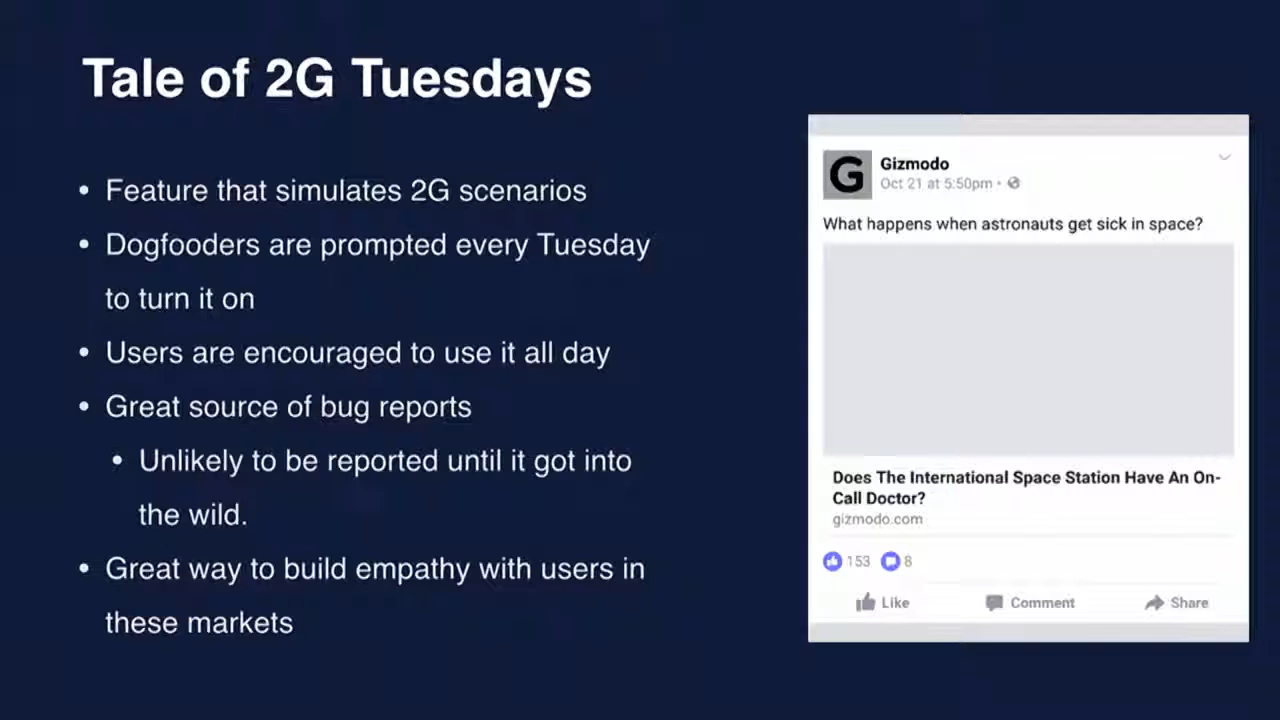 Tale of 2G Tuesdays
• Feature that simulates 2G scenarios
• Dogfooders are prompted every Tuesday
to turn it on
• Users are encouraged to use it all day
• Great source of bug reports
• Unlikely to be reported until it got into
the wild.
• Great way to build empathy with users in
these markets
G
Gizmodo
Oct 21 at 5:50pm •
What happens when astronauts get sick in space?
Does The International Space Station Have An On-
Call Doctor?
gizmodo.com
153 8
Like Comment Share